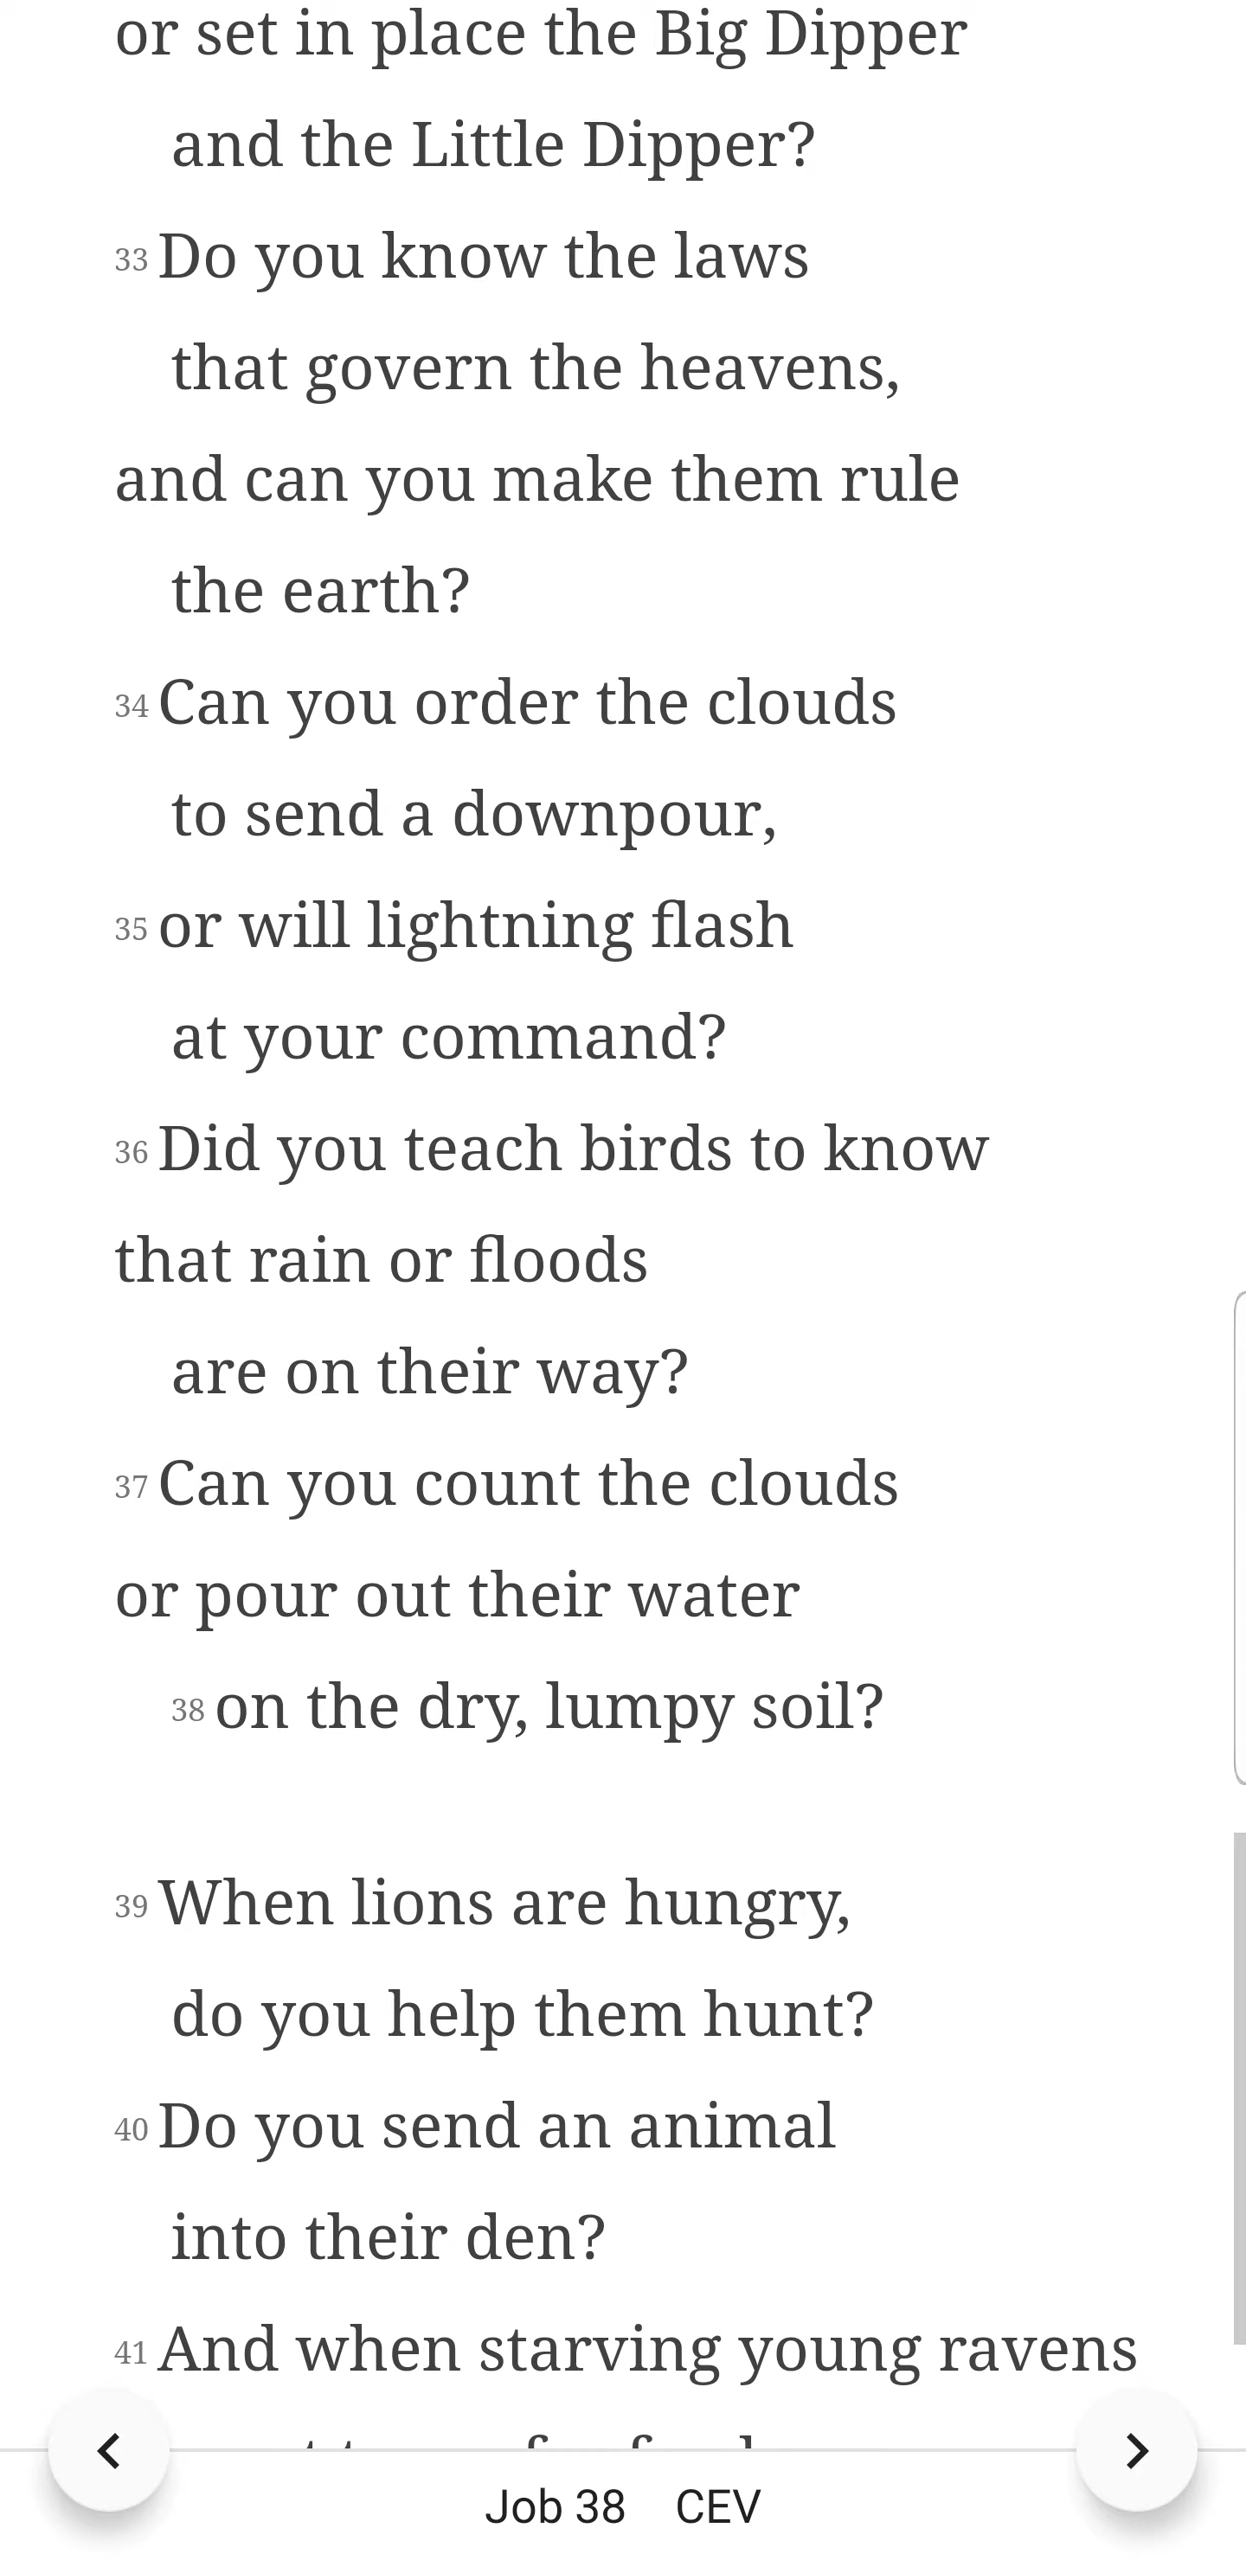 or set in place the Big Dipper
and the Little Dipper?
33 Do you know the laws
that govern the heavens,
and can you make them rule
the earth?
34 Can you order the clouds
to send a downpour,
35 or will lightning flash
at your command?
36 Did you teach birds to know
that rain or floods
are on their way?
37 Can you count the clouds
or pour out their water
38 on the dry, lumpy soil?
39 When lions are hungry,
do you help them hunt?
40 Do you send an animal
into their den?
41 And when starving young ravens
Job 38 CEV